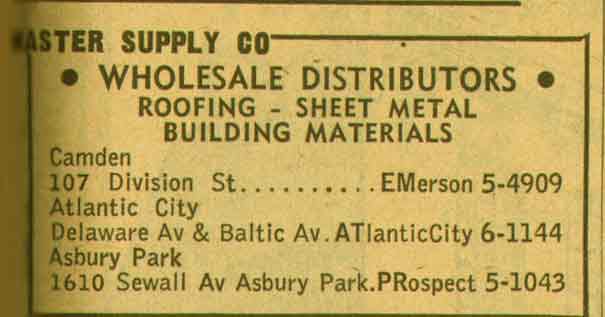 MASTER SUPPLY CO
• WHOLESALE DISTRIBUTORS •
ROOFING - SHEET METAL
BUILDING MATERIALS
Camden
107 Division St..........EMerson 5-4909
Atlantic City
Delaware Av & Baltic Av.ATlanticCity 6-1144
Asbury Park
1610 Sewall Av Asbury Park.PRospect 5-1043